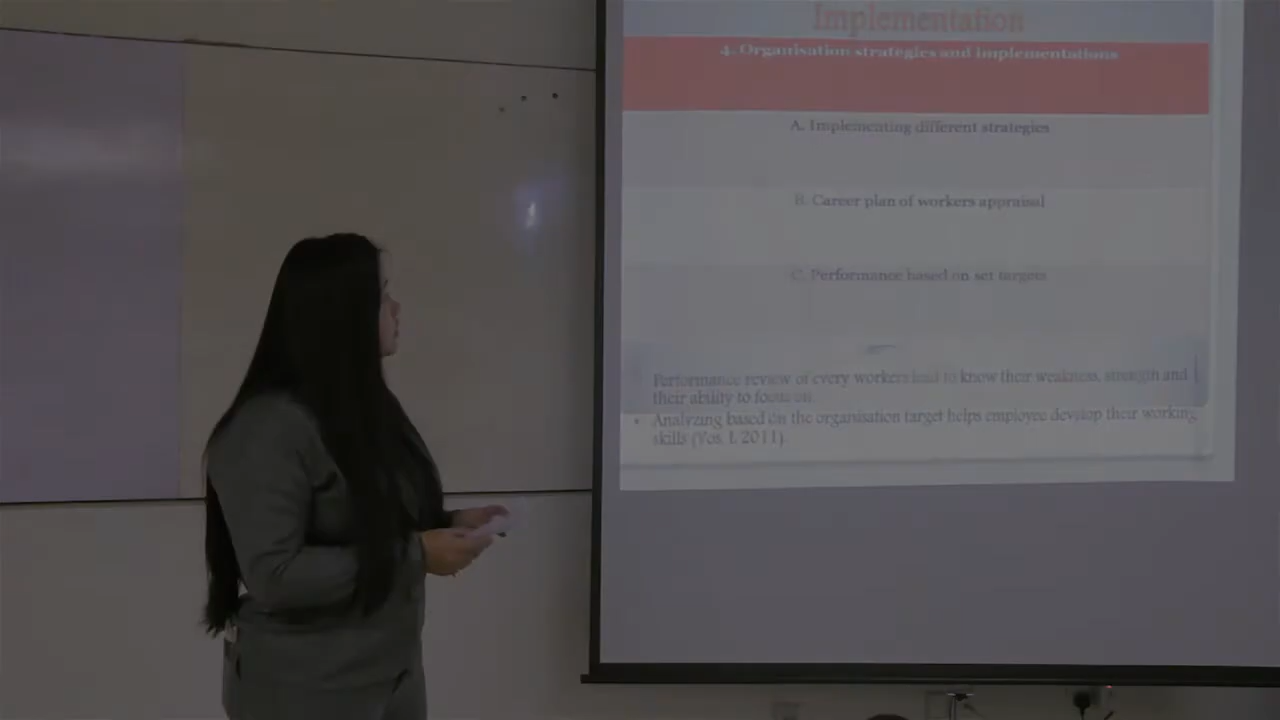 Implementation
4. Organisation strategies and implementations
A. Implementing different strategies
B. Career plan of workers appraisal
C. Performance based on set targets
Performance review of every workers lead to know their weakness, strength and
their ability to focus on.
• Analyzing based on the organisation target helps employee develop their working
skills (Yos, I, 2011).